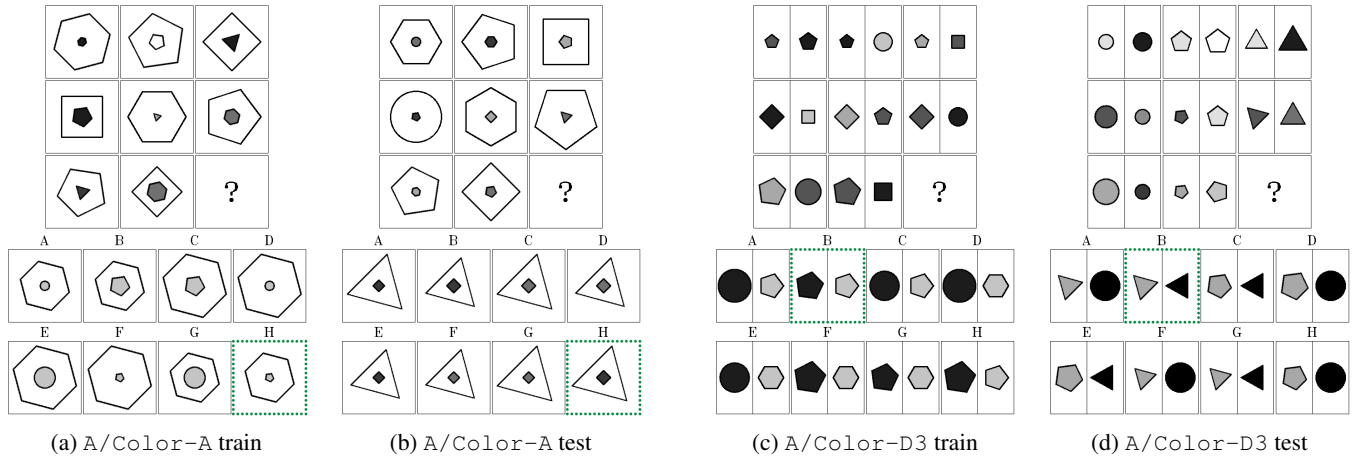 ? ? ? ?
A B C D A B C D A B C D A B C D
E F G H E F G H E F G H E F G H
(a) A/Color-A train (b) A/Color-A test (c) A/Color-D3 train (d) A/Color-D3 test